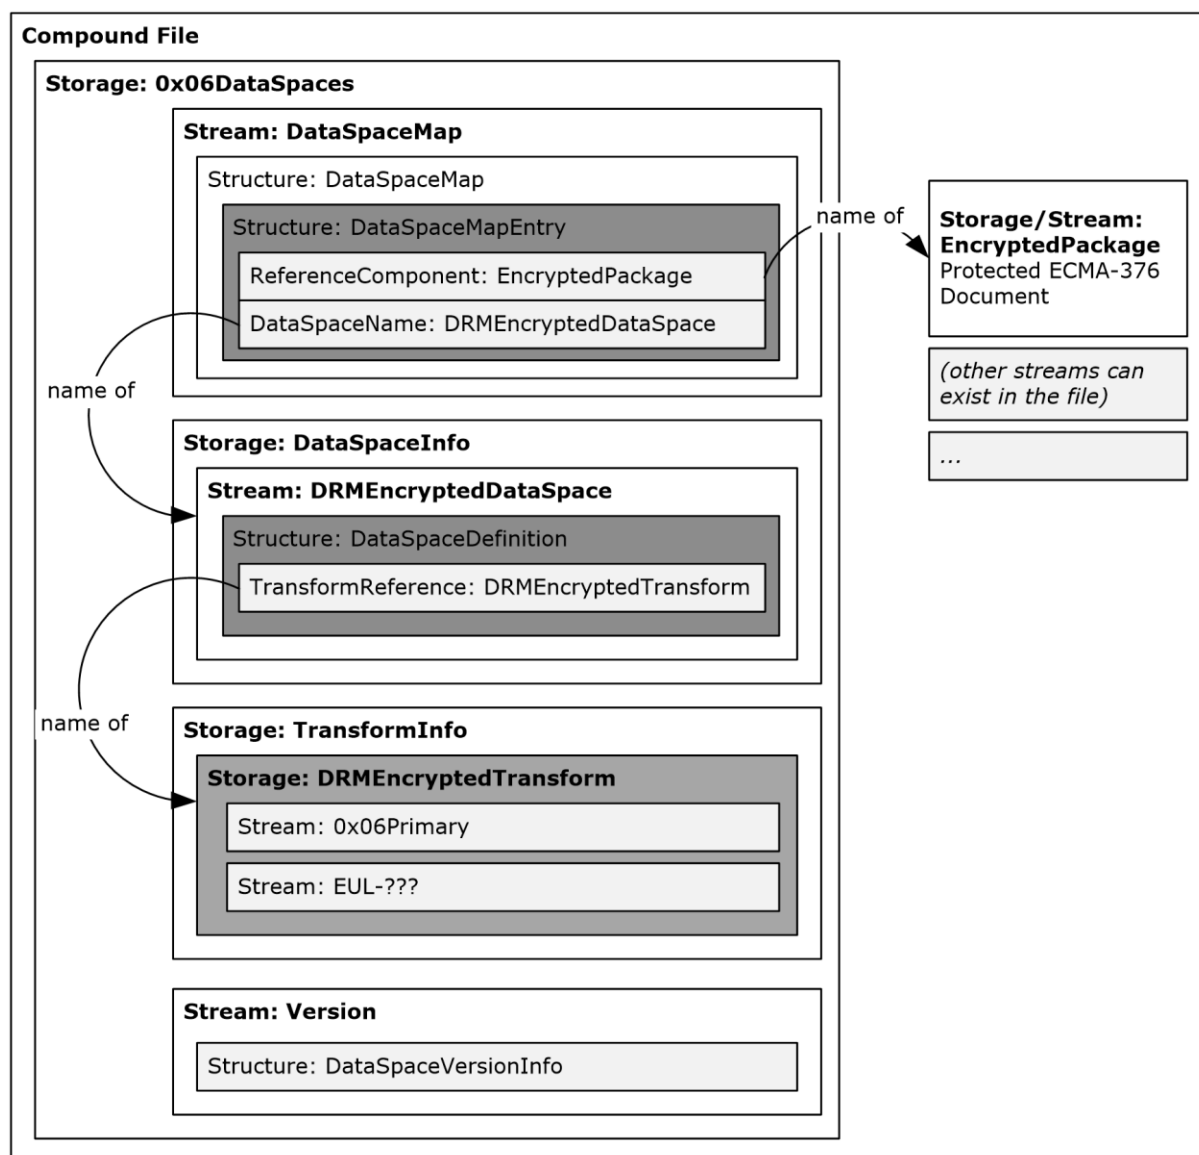 Compound File
Storage: 0x06DataSpaces
Stream: DataSpaceMap
Structure: DataSpaceMap
Structure: DataSpaceMapEntry
ReferenceComponent: EncryptedPackage
DataSpaceName: DRMEncryptedDataSpace
name of
Storage/Stream:
EncryptedPackage
Protected ECMA-376
Document
(other streams can
exist in the file)
...
name of
Storage: DataSpaceInfo
Stream: DRMEncryptedDataSpace
Structure: DataSpaceDefinition
TransformReference: DRMEncryptedTransform
name of
Storage: TransformInfo
Storage: DRMEncryptedTransform
Stream: 0x06Primary
Stream: EUL-???
Stream: Version
Structure: DataSpaceVersionInfo